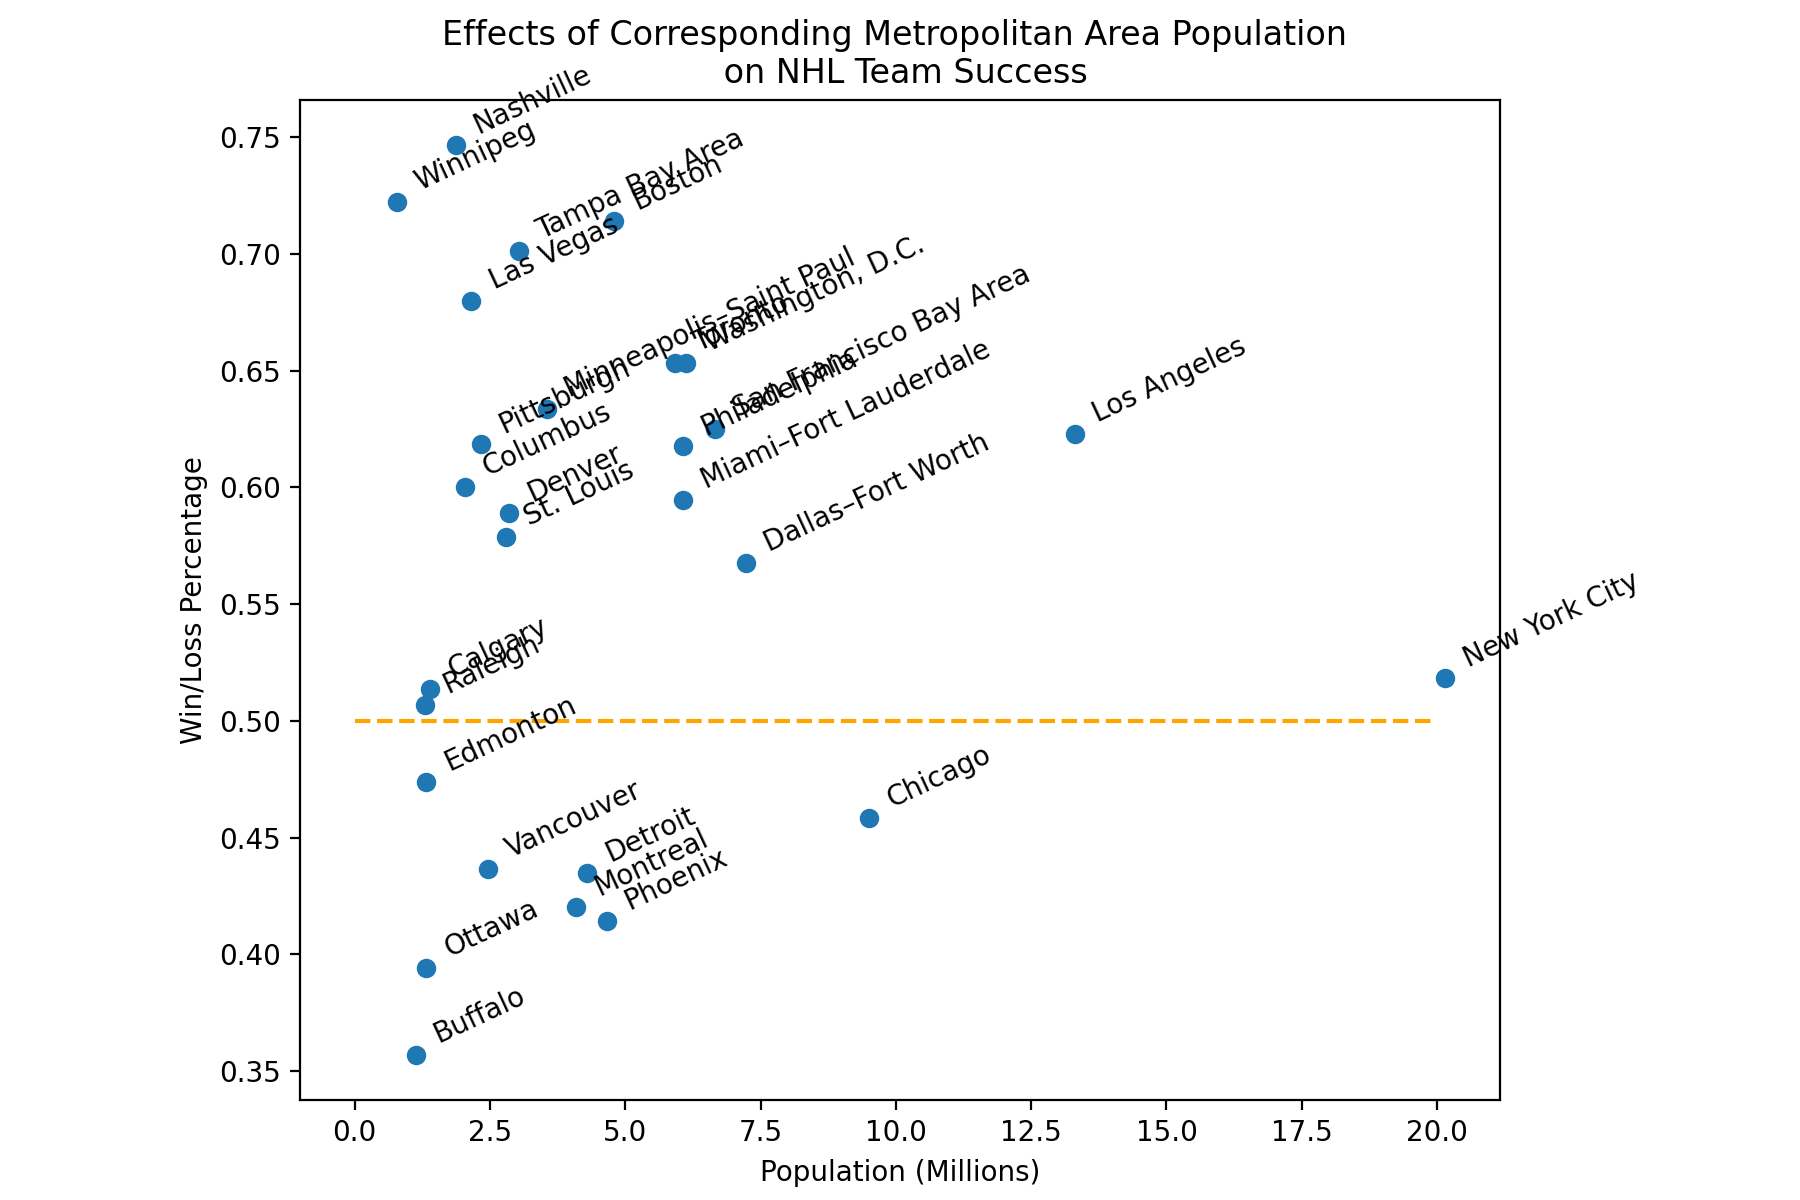 Effects of Corresponding Metropolitan Area Population
on NHL Team Success
Nashville
Winnipeg
Tampa Bay Area
Boston
Las Vegas
Minneapolis–Saint Paul
Toronto
Washington, D.C.
San Francisco Bay Area
Philadelphia
Pittsburgh
Columbus
Miami–Fort Lauderdale
Los Angeles
Denver
St. Louis
Dallas–Fort Worth
New York City
Calgary
Raleigh
Edmonton
Chicago
Vancouver
Detroit
Montreal
Phoenix
Ottawa
Buffalo
0.75
0.70
0.65
0.60
0.55
0.50
0.45
0.40
0.35
Win/Loss Percentage
0.0 2.5 5.0 7.5 10.0 12.5 15.0 17.5 20.0
Population (Millions)